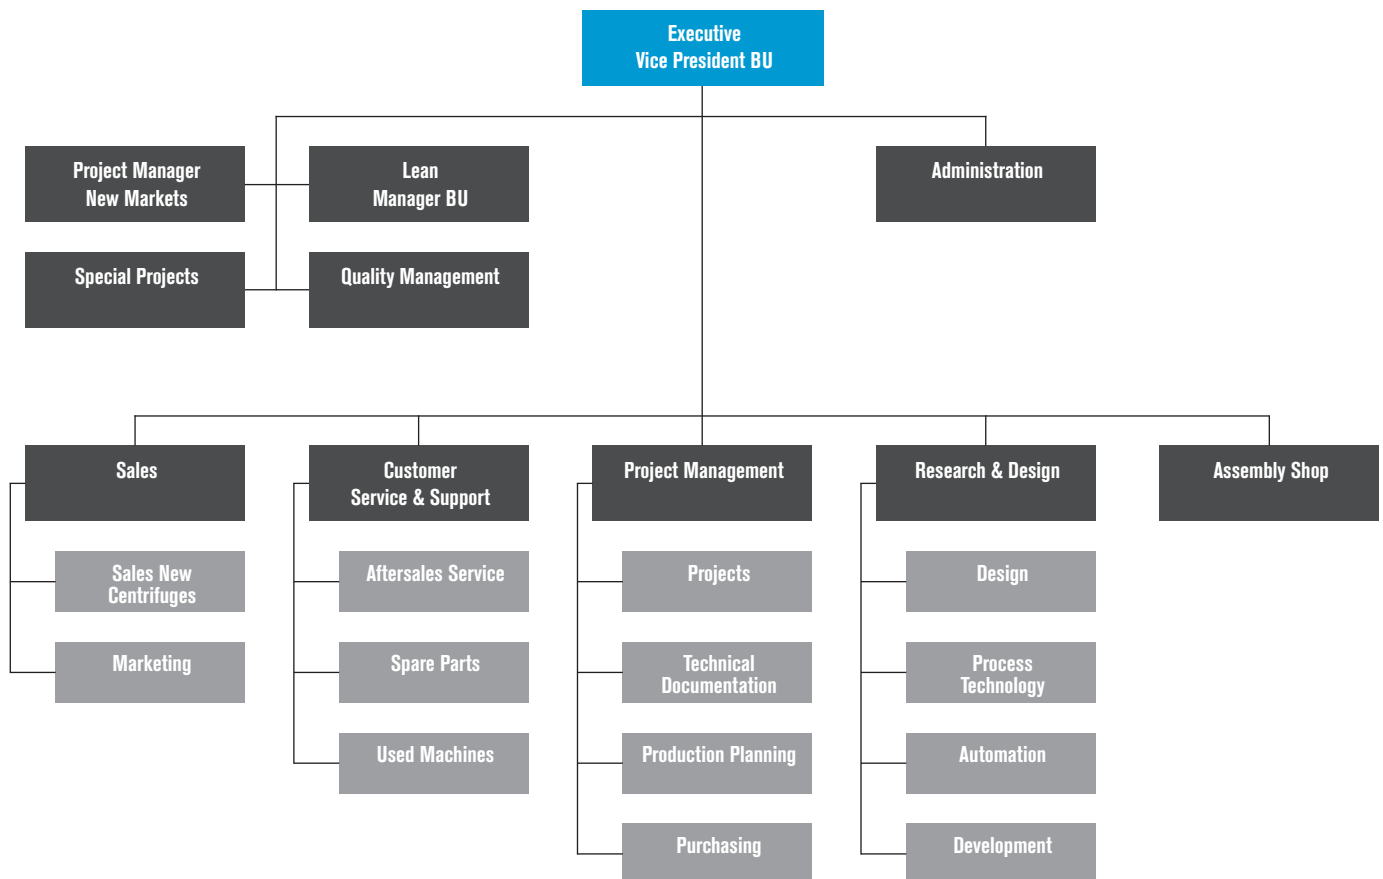 Executive
Vice President BU
Project Manager
New Markets
Lean
Manager BU
Administration
Special Projects
Quality Management
Sales
Customer
Service & Support
Project Management
Research & Design
Assembly Shop
Sales New
Centrifuges
Aftersales Service
Projects
Design
Marketing
Spare Parts
Technical
Documentation
Process
Technology
Used Machines
Production Planning
Automation
Purchasing
Development